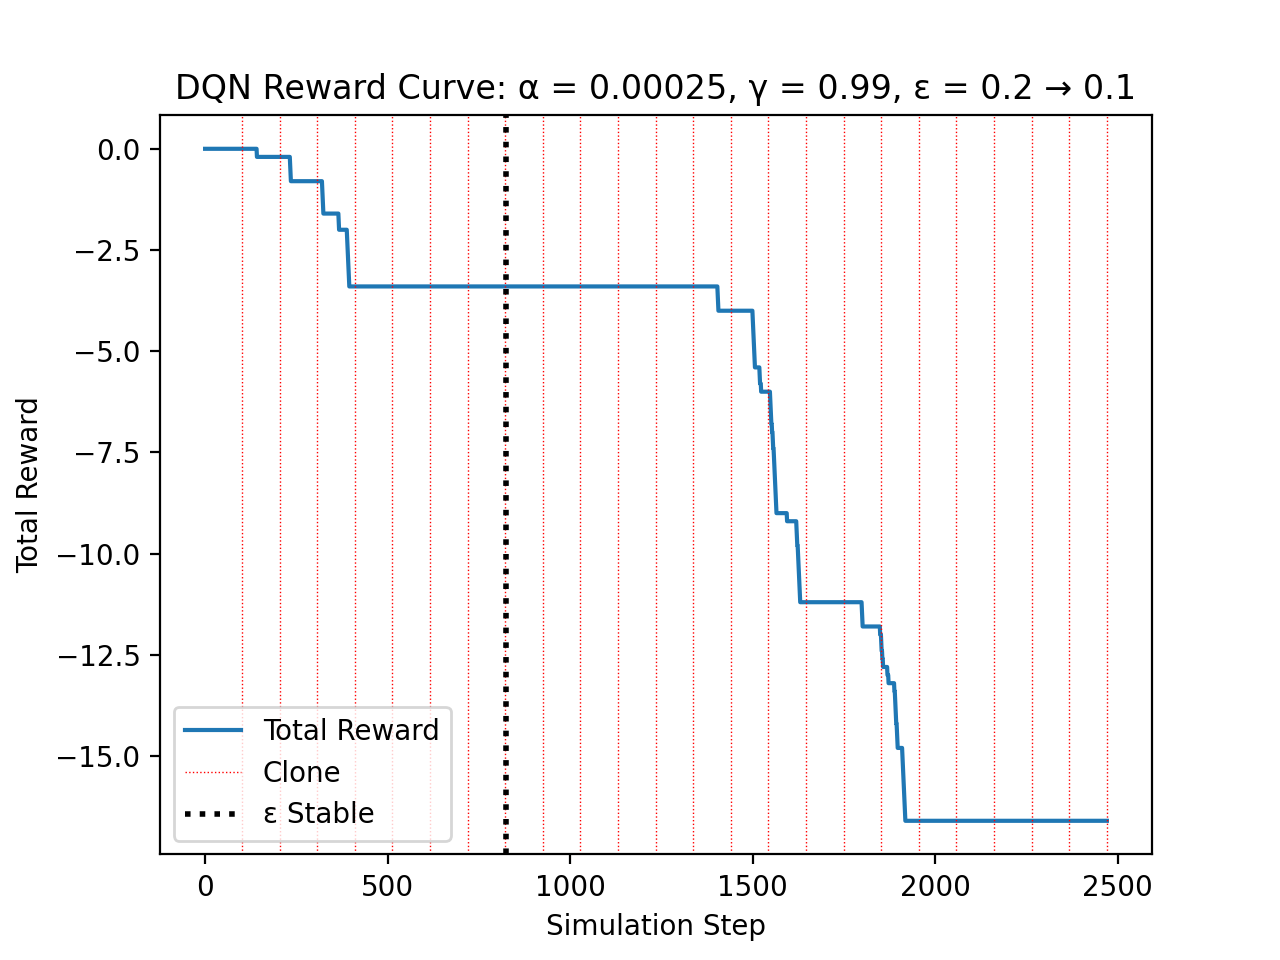 DQN Reward Curve: α = 0.00025, γ = 0.99, ε = 0.2 → 0.1
Total Reward
0.0
−2.5
−5.0
−7.5
−10.0
−12.5
−15.0
Total Reward
Clone
ε Stable
0
500
1000
1500
2000
2500
Simulation Step